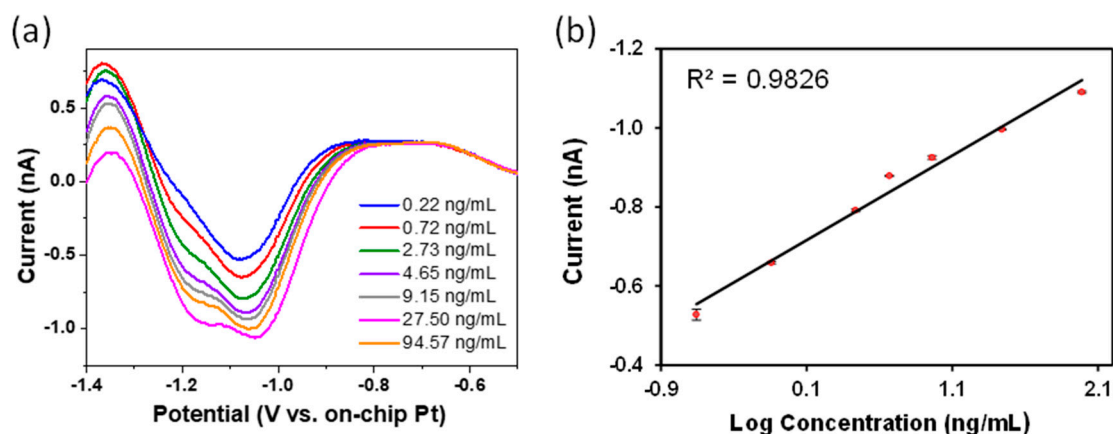 (a)
Current (nA)
0.5
0.0
-0.5
-1.0
0.22 ng/mL
0.72 ng/mL
2.73 ng/mL
4.65 ng/mL
9.15 ng/mL
27.50 ng/mL
94.57 ng/mL
-1.4 -1.2 -1.0 -0.8 -0.6
Potential (V vs. on-chip Pt)
(b)
Current (nA)
-1.2
-1.0
-0.8
-0.6
-0.4
R² = 0.9826
-0.9 0.1 1.1 2.1
Log Concentration (ng/mL)